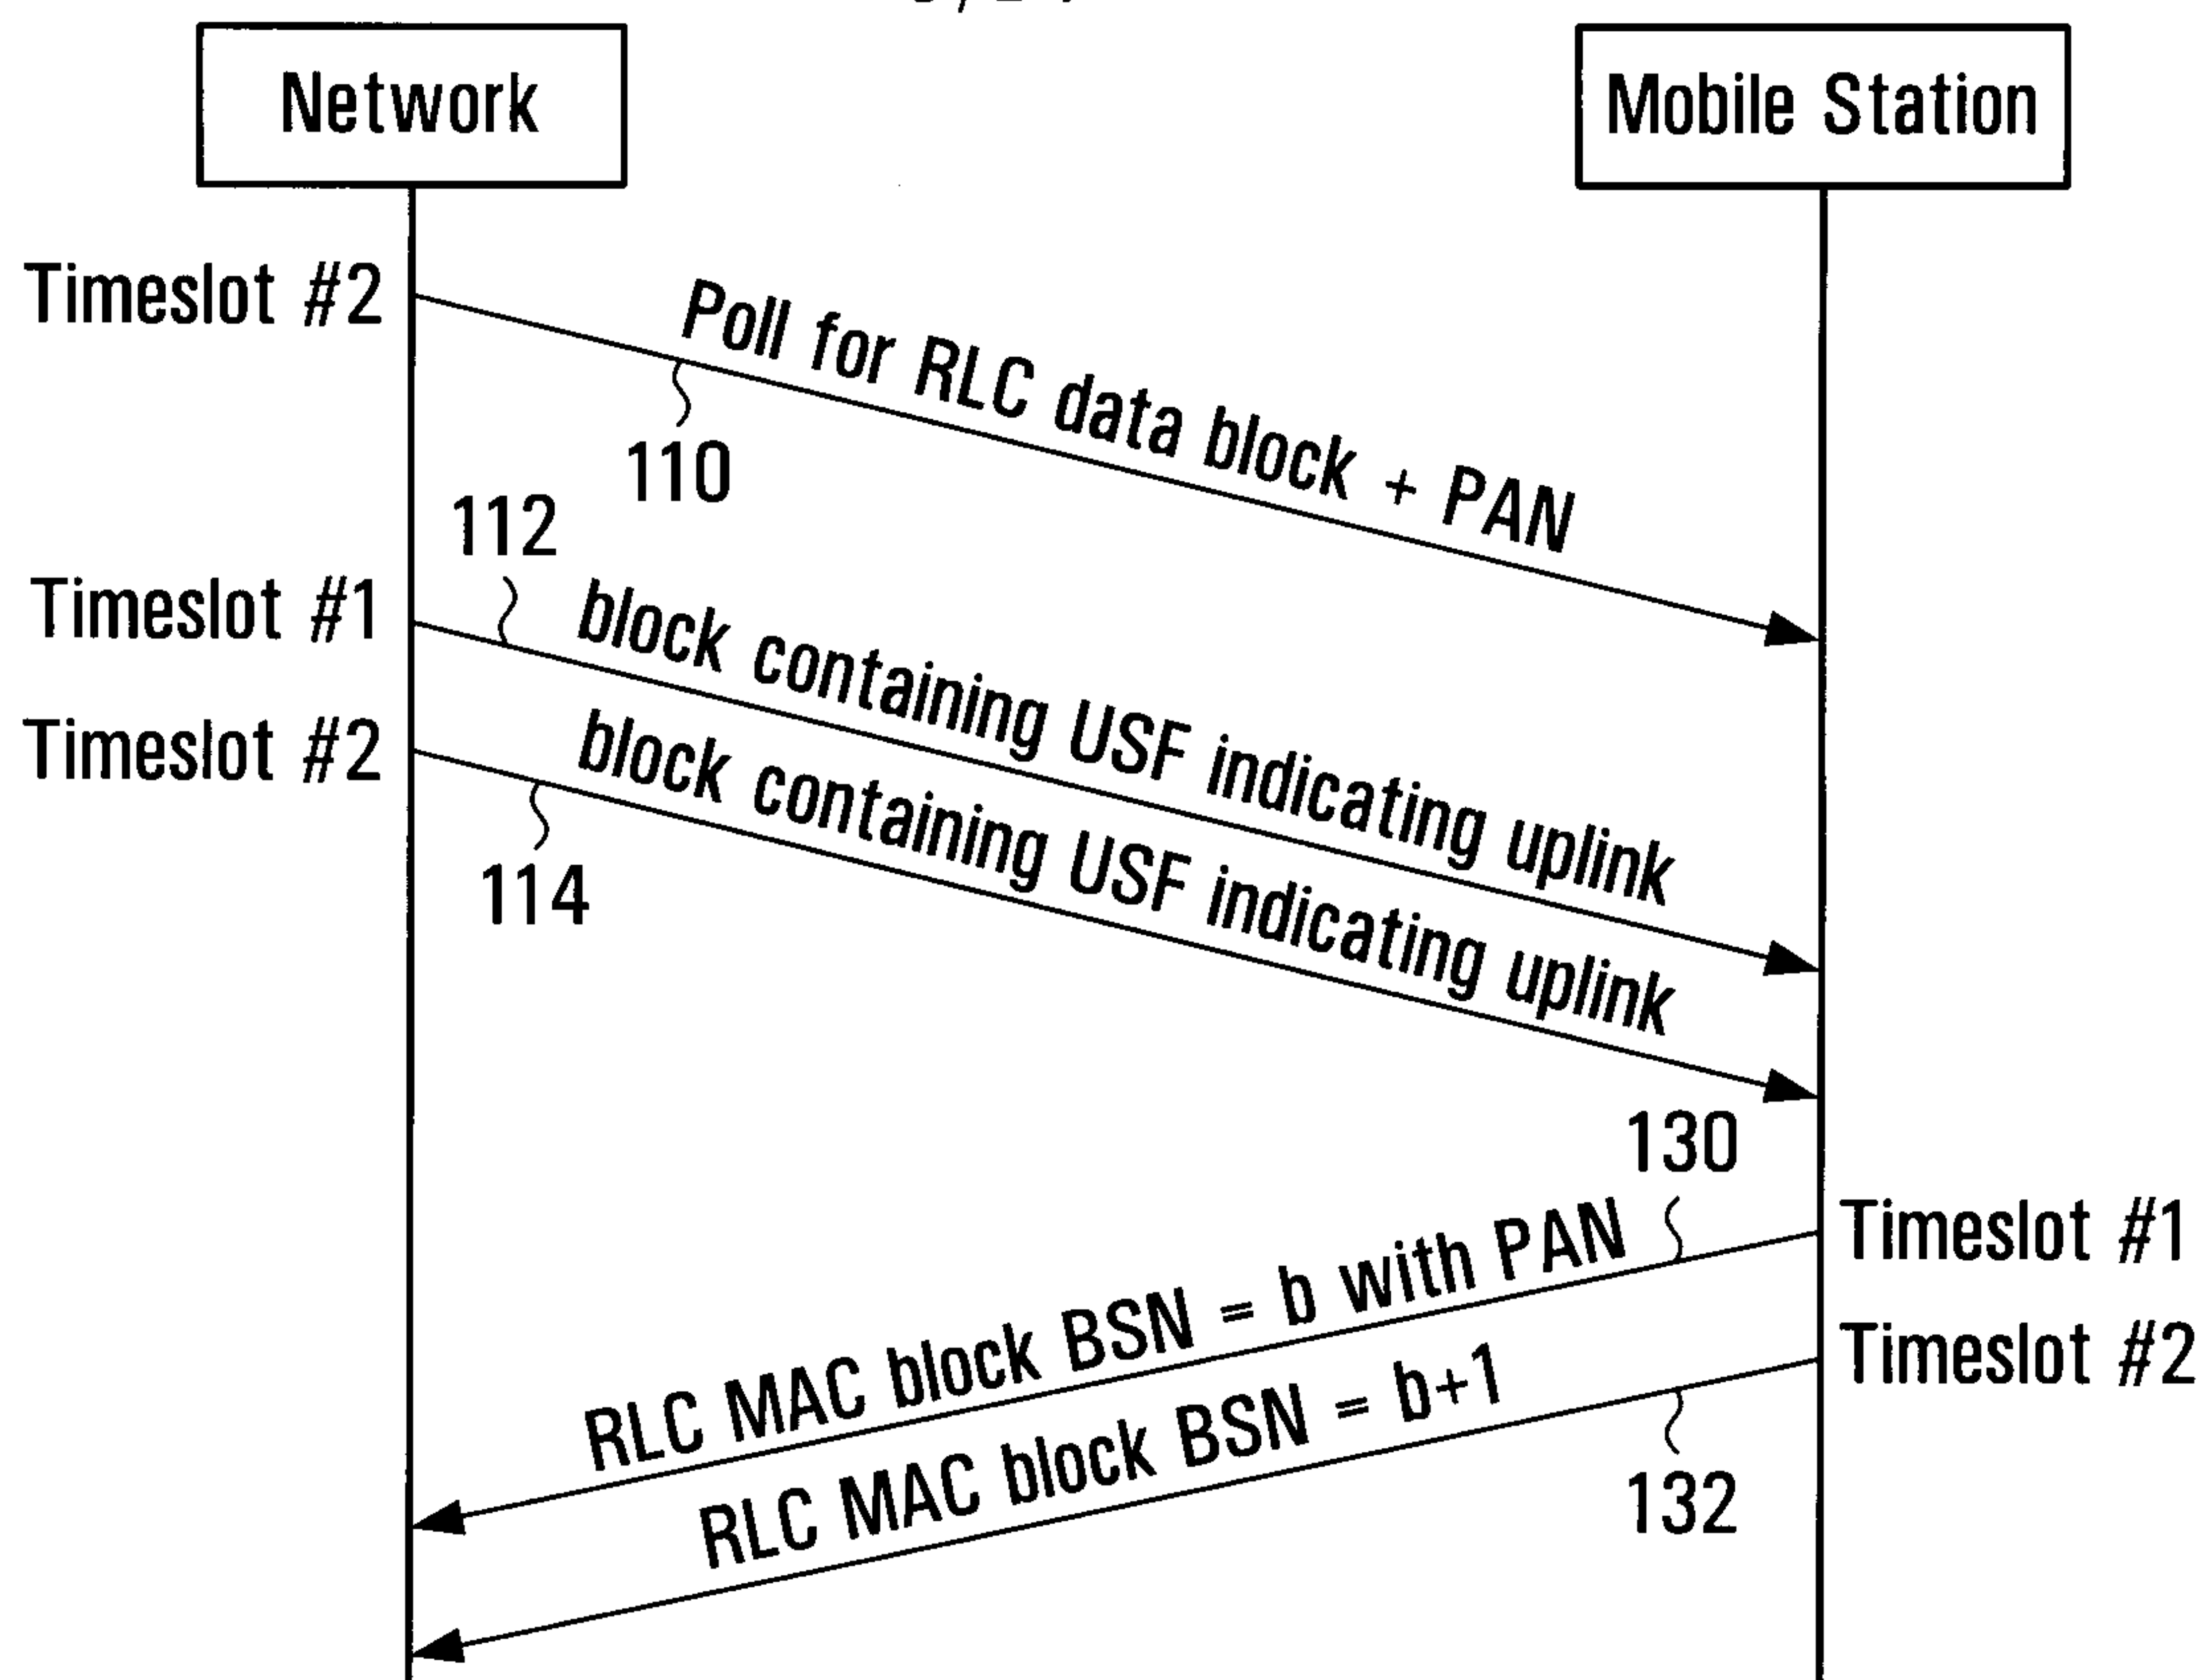 Network
Mobile Station
Timeslot #2
Poll for RLC data block + PAN
110
112
Timeslot #1
block containing USF indicating uplink
Timeslot #2
block containing USF indicating uplink
114
130
Timeslot #1
RLC MAC block BSN = b with PAN
Timeslot #2
RLC MAC block BSN = b+1
132